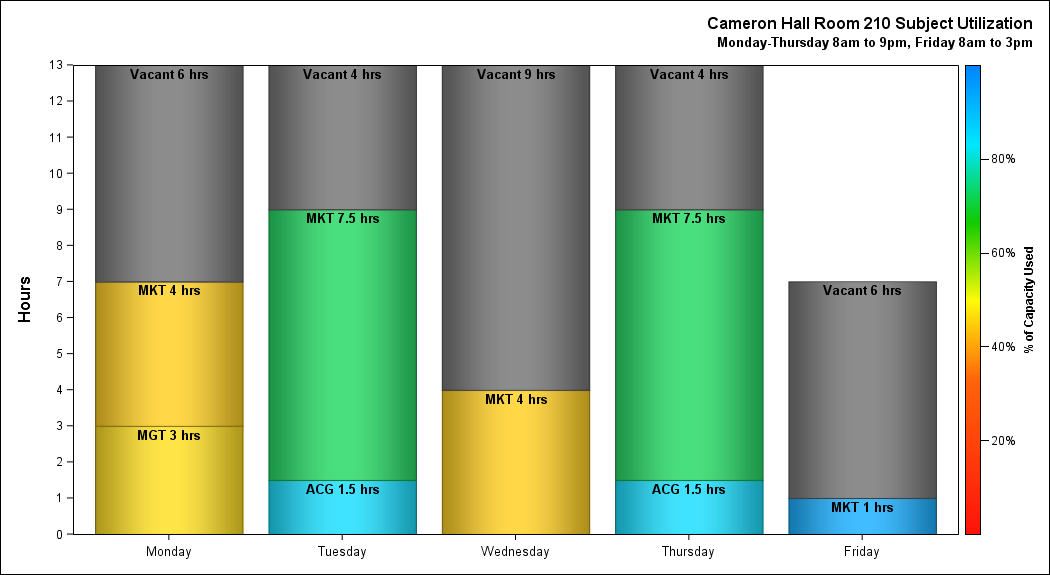 Cameron Hall Room 210 Subject Utilization
Monday-Thursday 8am to 9pm, Friday 8am to 3pm
13
12
11
10
9
8
7
6
5
4
3
2
1
0
Hours
Vacant 6 hrs
MKT 4 hrs
MGT 3 hrs
Vacant 4 hrs
MKT 7.5 hrs
ACG 1.5 hrs
Vacant 9 hrs
MKT 4 hrs
Vacant 4 hrs
MKT 7.5 hrs
ACG 1.5 hrs
Vacant 6 hrs
MKT 1 hrs
Monday
Tuesday
Wednesday
Thursday
Friday
80%
60%
40%
20%
% of Capacity Used